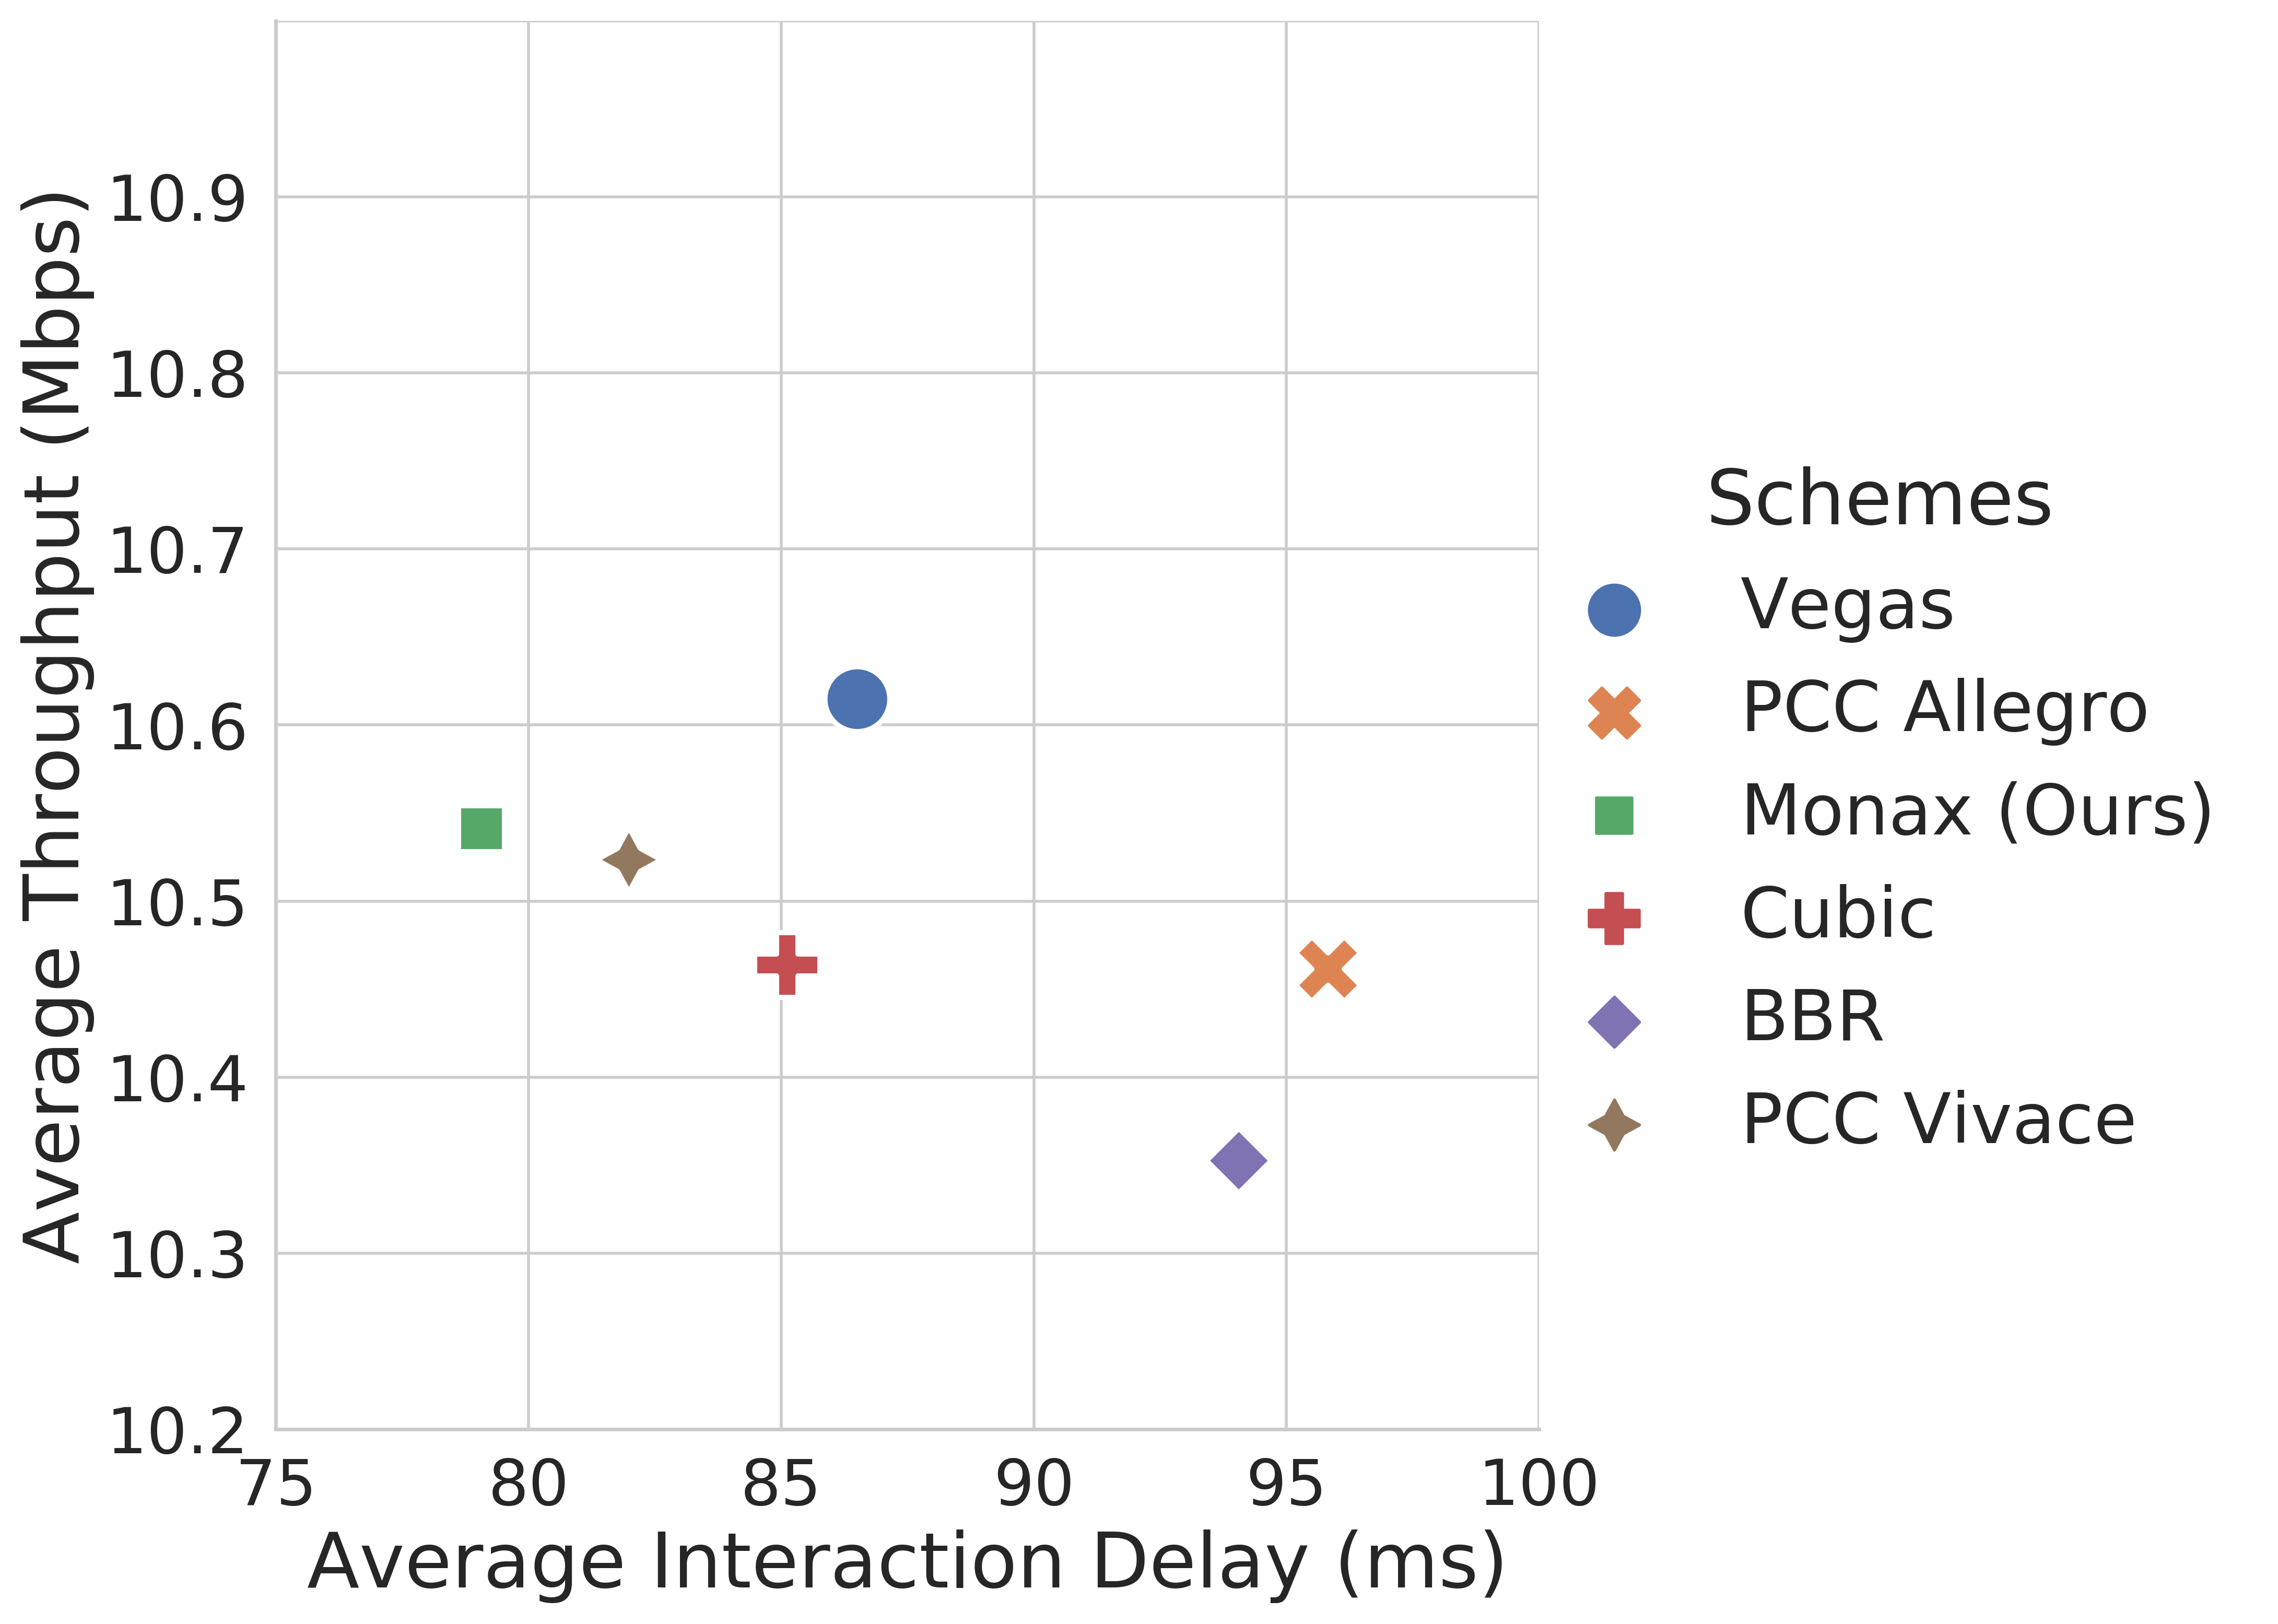 Average Throughput (Mbps)
10.9
10.8
10.7
10.6
10.5
10.4
10.3
10.2
75 80 85 90 95 100
Average Interaction Delay (ms)
Schemes
Vegas
PCC Allegro
Monax (Ours)
Cubic
BBR
PCC Vivace